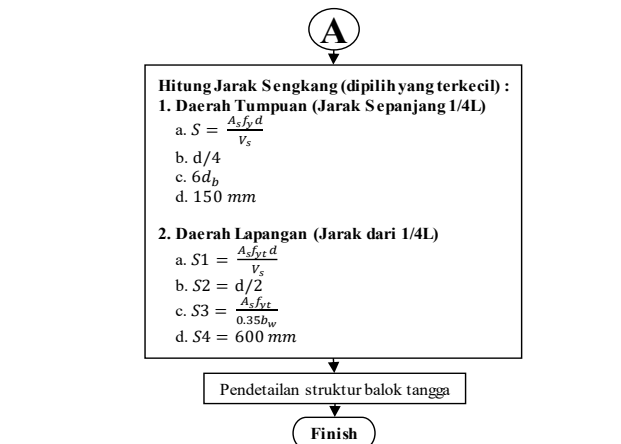 A
Hitung Jarak Sengkang (dipilih yang terkecil) :
1. Daerah Tumpuan (Jarak Sepanjang 1/4L)
a. S = A_s f_y d / V_s
b. d/4
c. 6d_b
d. 150 mm
2. Daerah Lapangan (Jarak dari 1/4L)
a. S1 = A_s f_yt d / V_s
b. S2 = d/2
c. S3 = A_s f_yt / 0.35b_w
d. S4 = 600 mm
Pendetailan struktur balok tangga
Finish